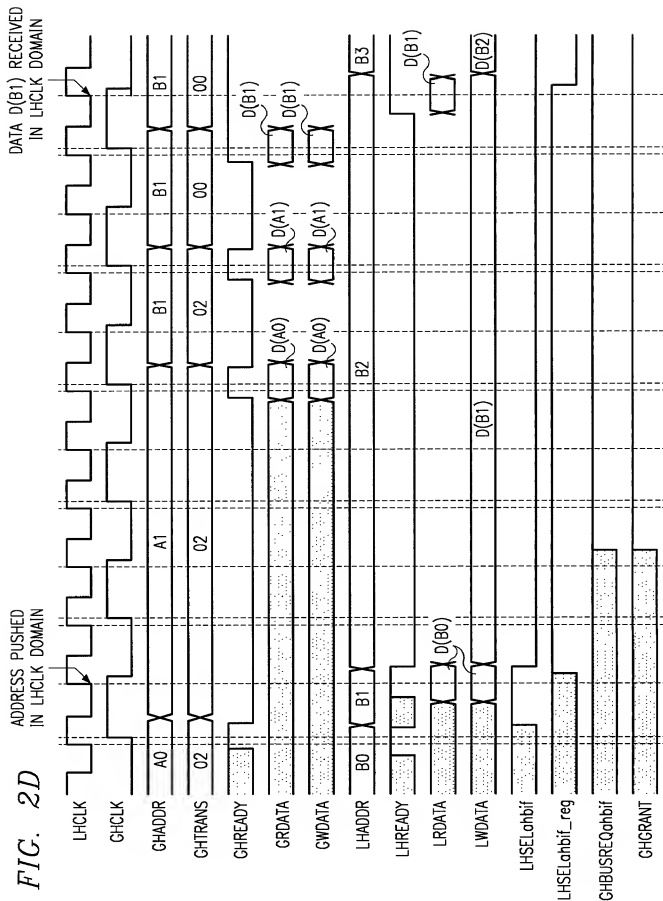 FIG. 2D
ADDRESS PUSHED
IN LHCLK DOMAIN
DATA D(B1) RECEIVED
IN LHCLK DOMAIN
LHCLK
GHCLK
GHADDR A0 A1 B1 B1 B1
GHTRANS 02 02 02 00 00
GHREADY
GRDATA D(A0) D(A1) D(B1)
GWDATA D(A0) D(A1) D(B1)
LHADDR B0 B1 B2 B3
LHREADY
LRDATA D(B0) D(B1)
LWDATA D(B1) D(B2)
LHSELahbif
LHSELahbif_reg
GHBUSREQahbif
GHGRANT